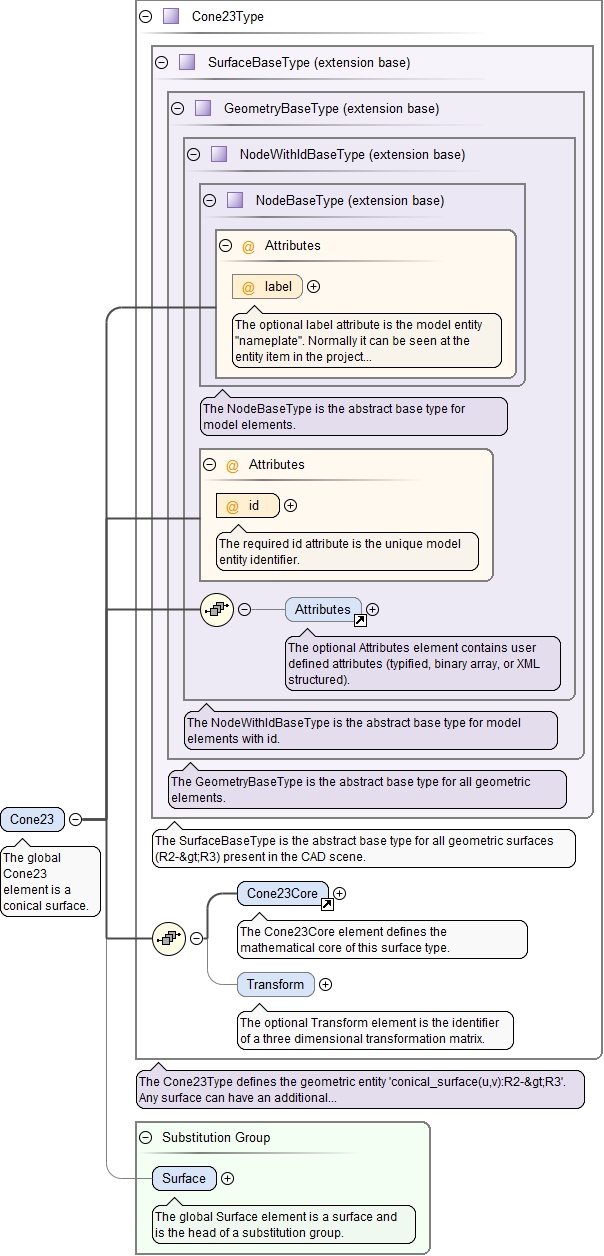 Cone23Type
SurfaceBaseType (extension base)
GeometryBaseType (extension base)
NodeWithIdBaseType (extension base)
NodeBaseType (extension base)
@ Attributes
@ label
The optional label attribute is the model entity
"nameplate". Normally it can be seen at the
entity item in the project...
The NodeBaseType is the abstract base type for
model elements.
@ Attributes
@ id
The required id attribute is the unique model
entity identifier.
Attributes
The optional Attributes element contains user
defined attributes (typified, binary array, or XML
structured).
The NodeWithIdBaseType is the abstract base type for model
elements with id.
The GeometryBaseType is the abstract base type for all geometric
elements.
Cone23
The global
Cone23
element is a
conical surface.
The SurfaceBaseType is the abstract base type for all geometric surfaces
(R2-&gt;R3) present in the CAD scene.
Cone23Core
The Cone23Core element defines the
mathematical core of this surface type.
Transform
The optional Transform element is the identifier
of a three dimensional transformation matrix.
The Cone23Type defines the geometric entity 'conical_surface(u,v):R2-&gt;R3'.
Any surface can have an additional...
Substitution Group
Surface
The global Surface element is a surface and
is the head of a substitution group.